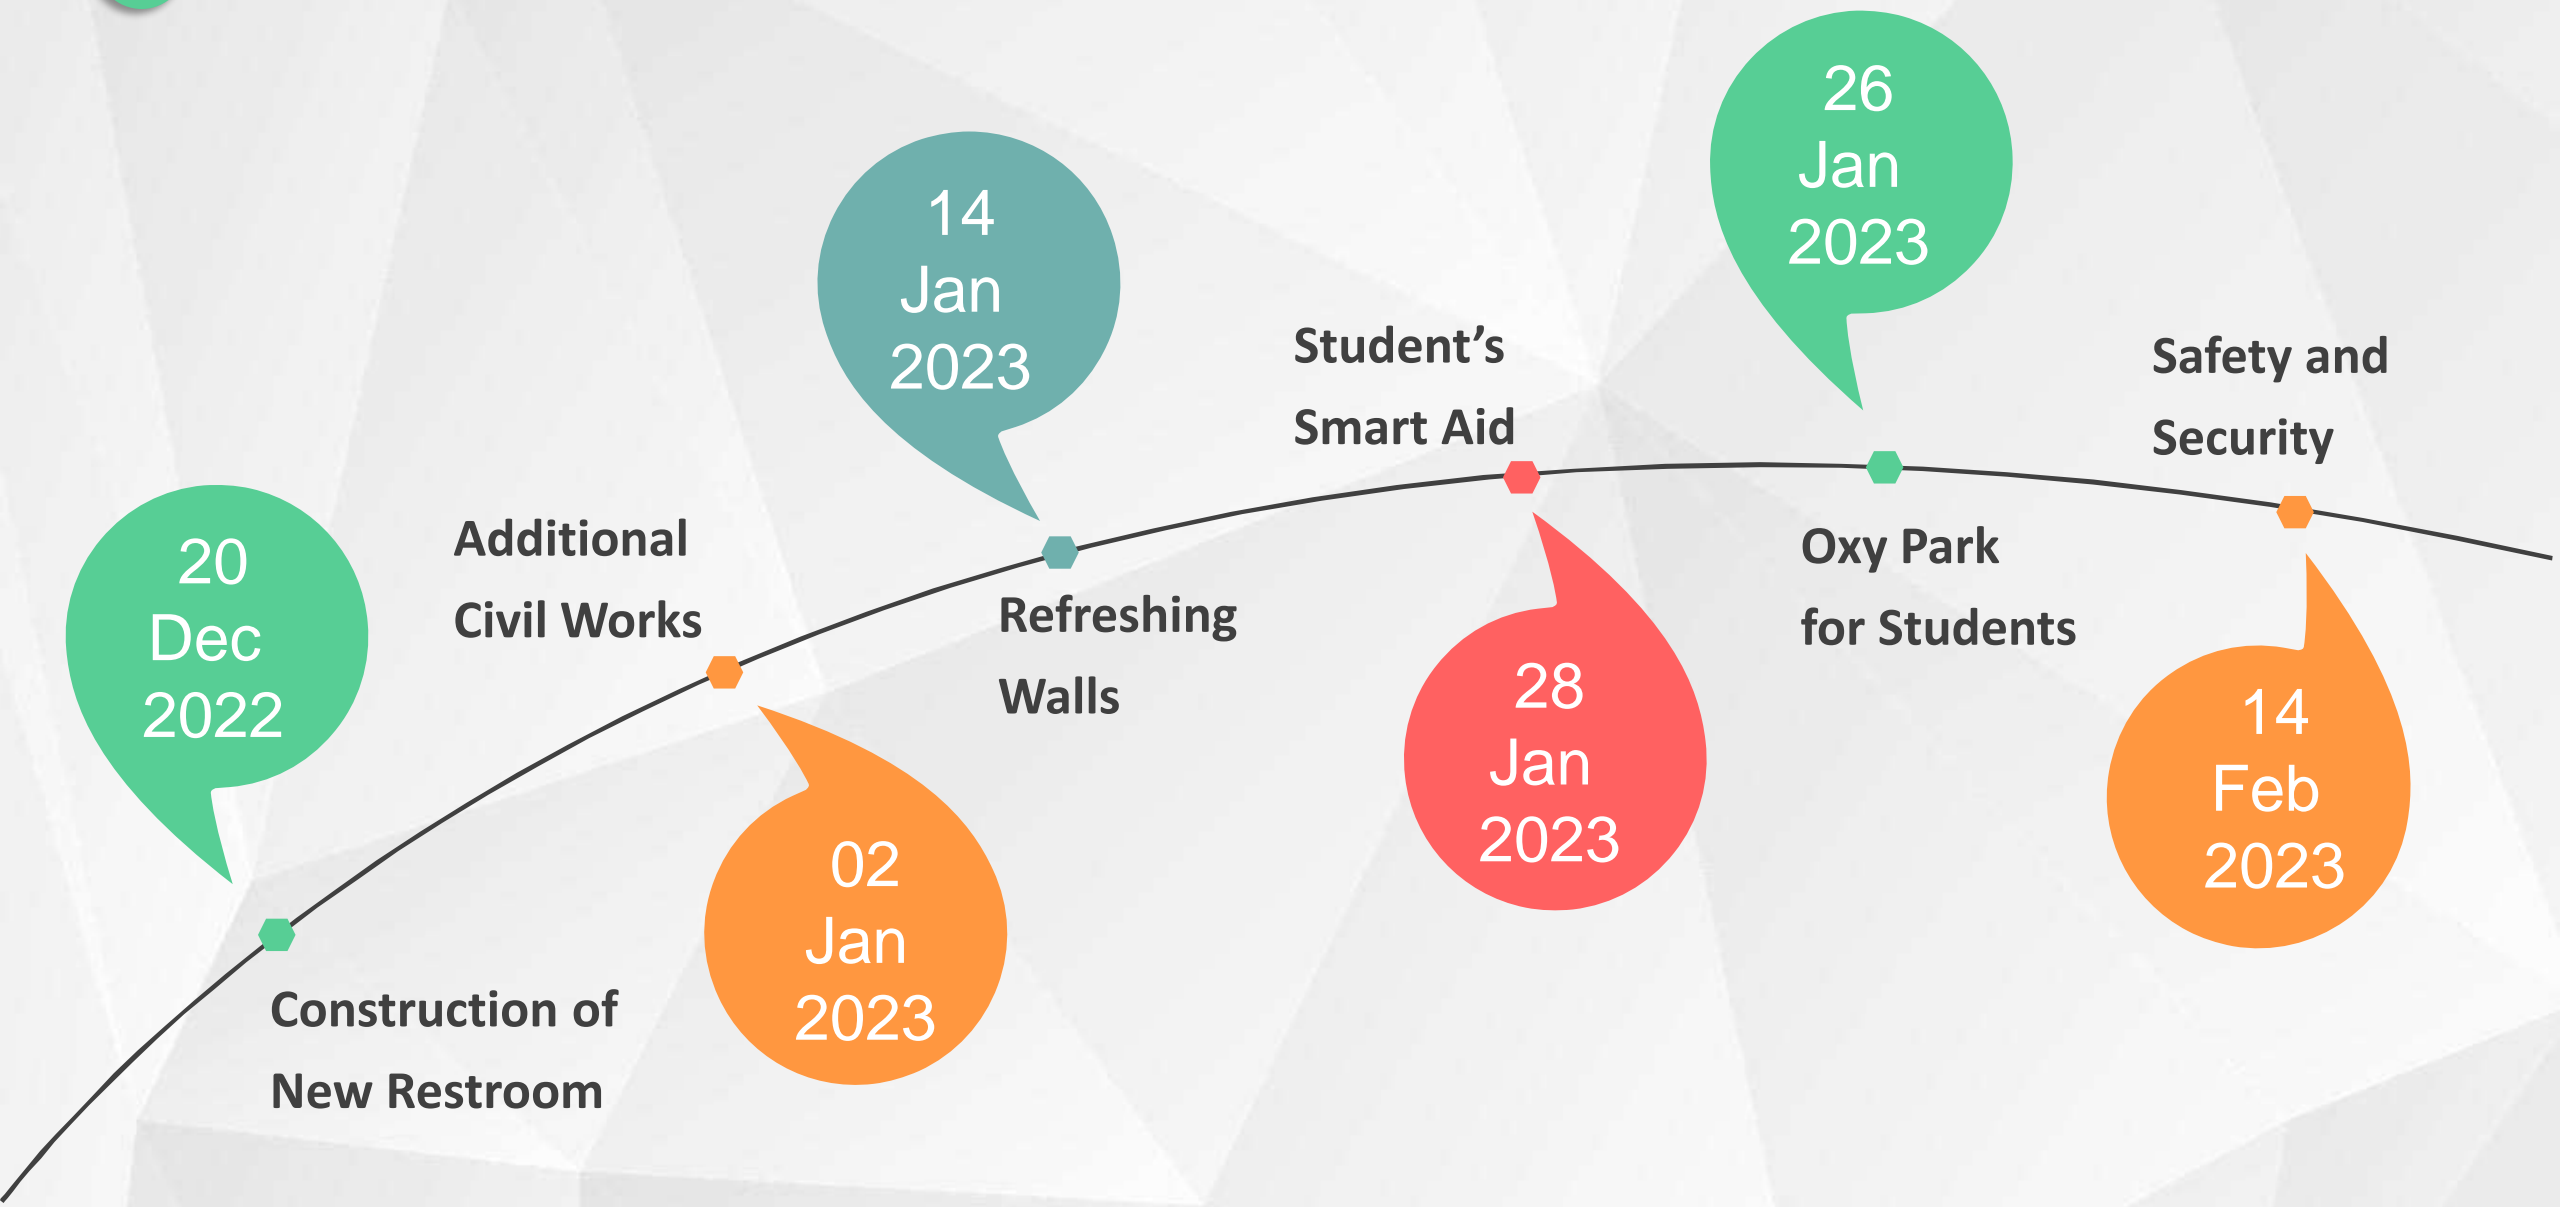 20
Dec
2022
Construction of
New Restroom
Additional
Civil Works
02
Jan
2023
14
Jan
2023
Refreshing
Walls
Student’s
Smart Aid
28
Jan
2023
26
Jan
2023
Oxy Park
for Students
Safety and
Security
14
Feb
2023